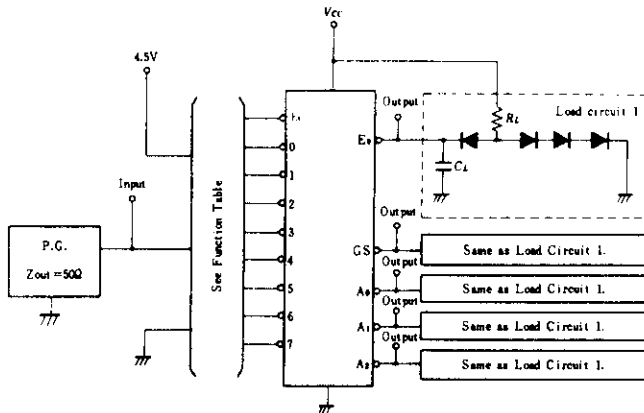 Vcc
4.5V
Output
Load circuit 1
RL
E1
0
Eo
Input
1
CL
2
See Function Table
3
Output
P.G.
Zout=50Ω
GS
Same as Load Circuit 1.
4
Output
5
A0
Same as Load Circuit 1.
Output
6
A1
Same as Load Circuit 1.
Output
7
A2
Same as Load Circuit 1.